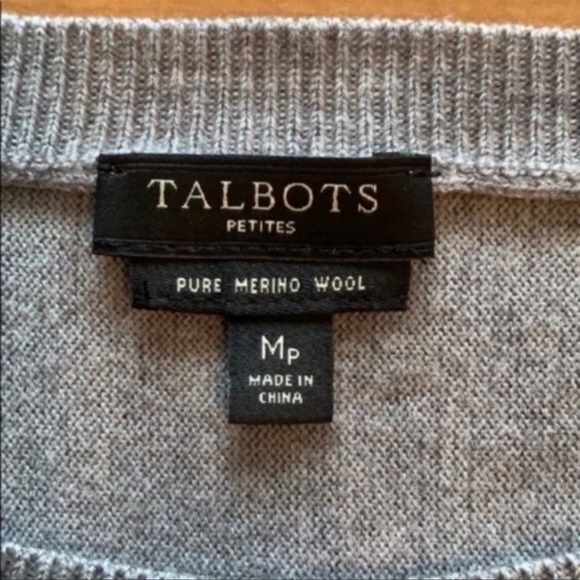 TALBOTS
PETITES
PURE MERINO WOOL
MP
MADE IN
CHINA